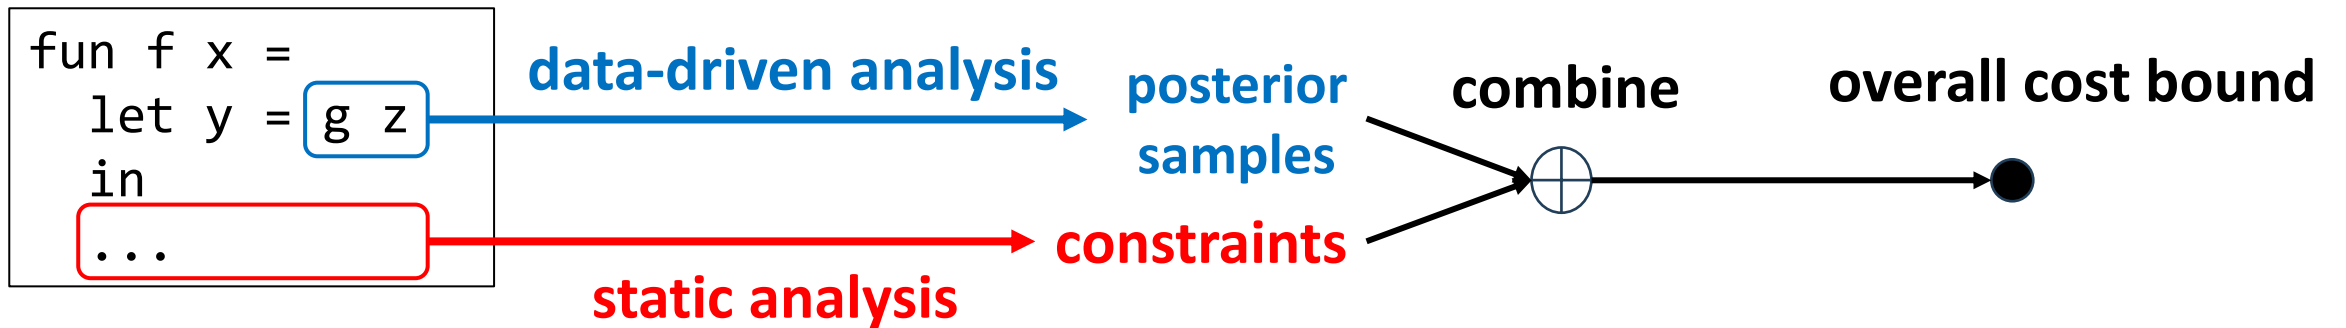 fun f x =
let y = g z
in
...
data-driven analysis
static analysis
posterior
samples
constraints
combine
overall cost bound